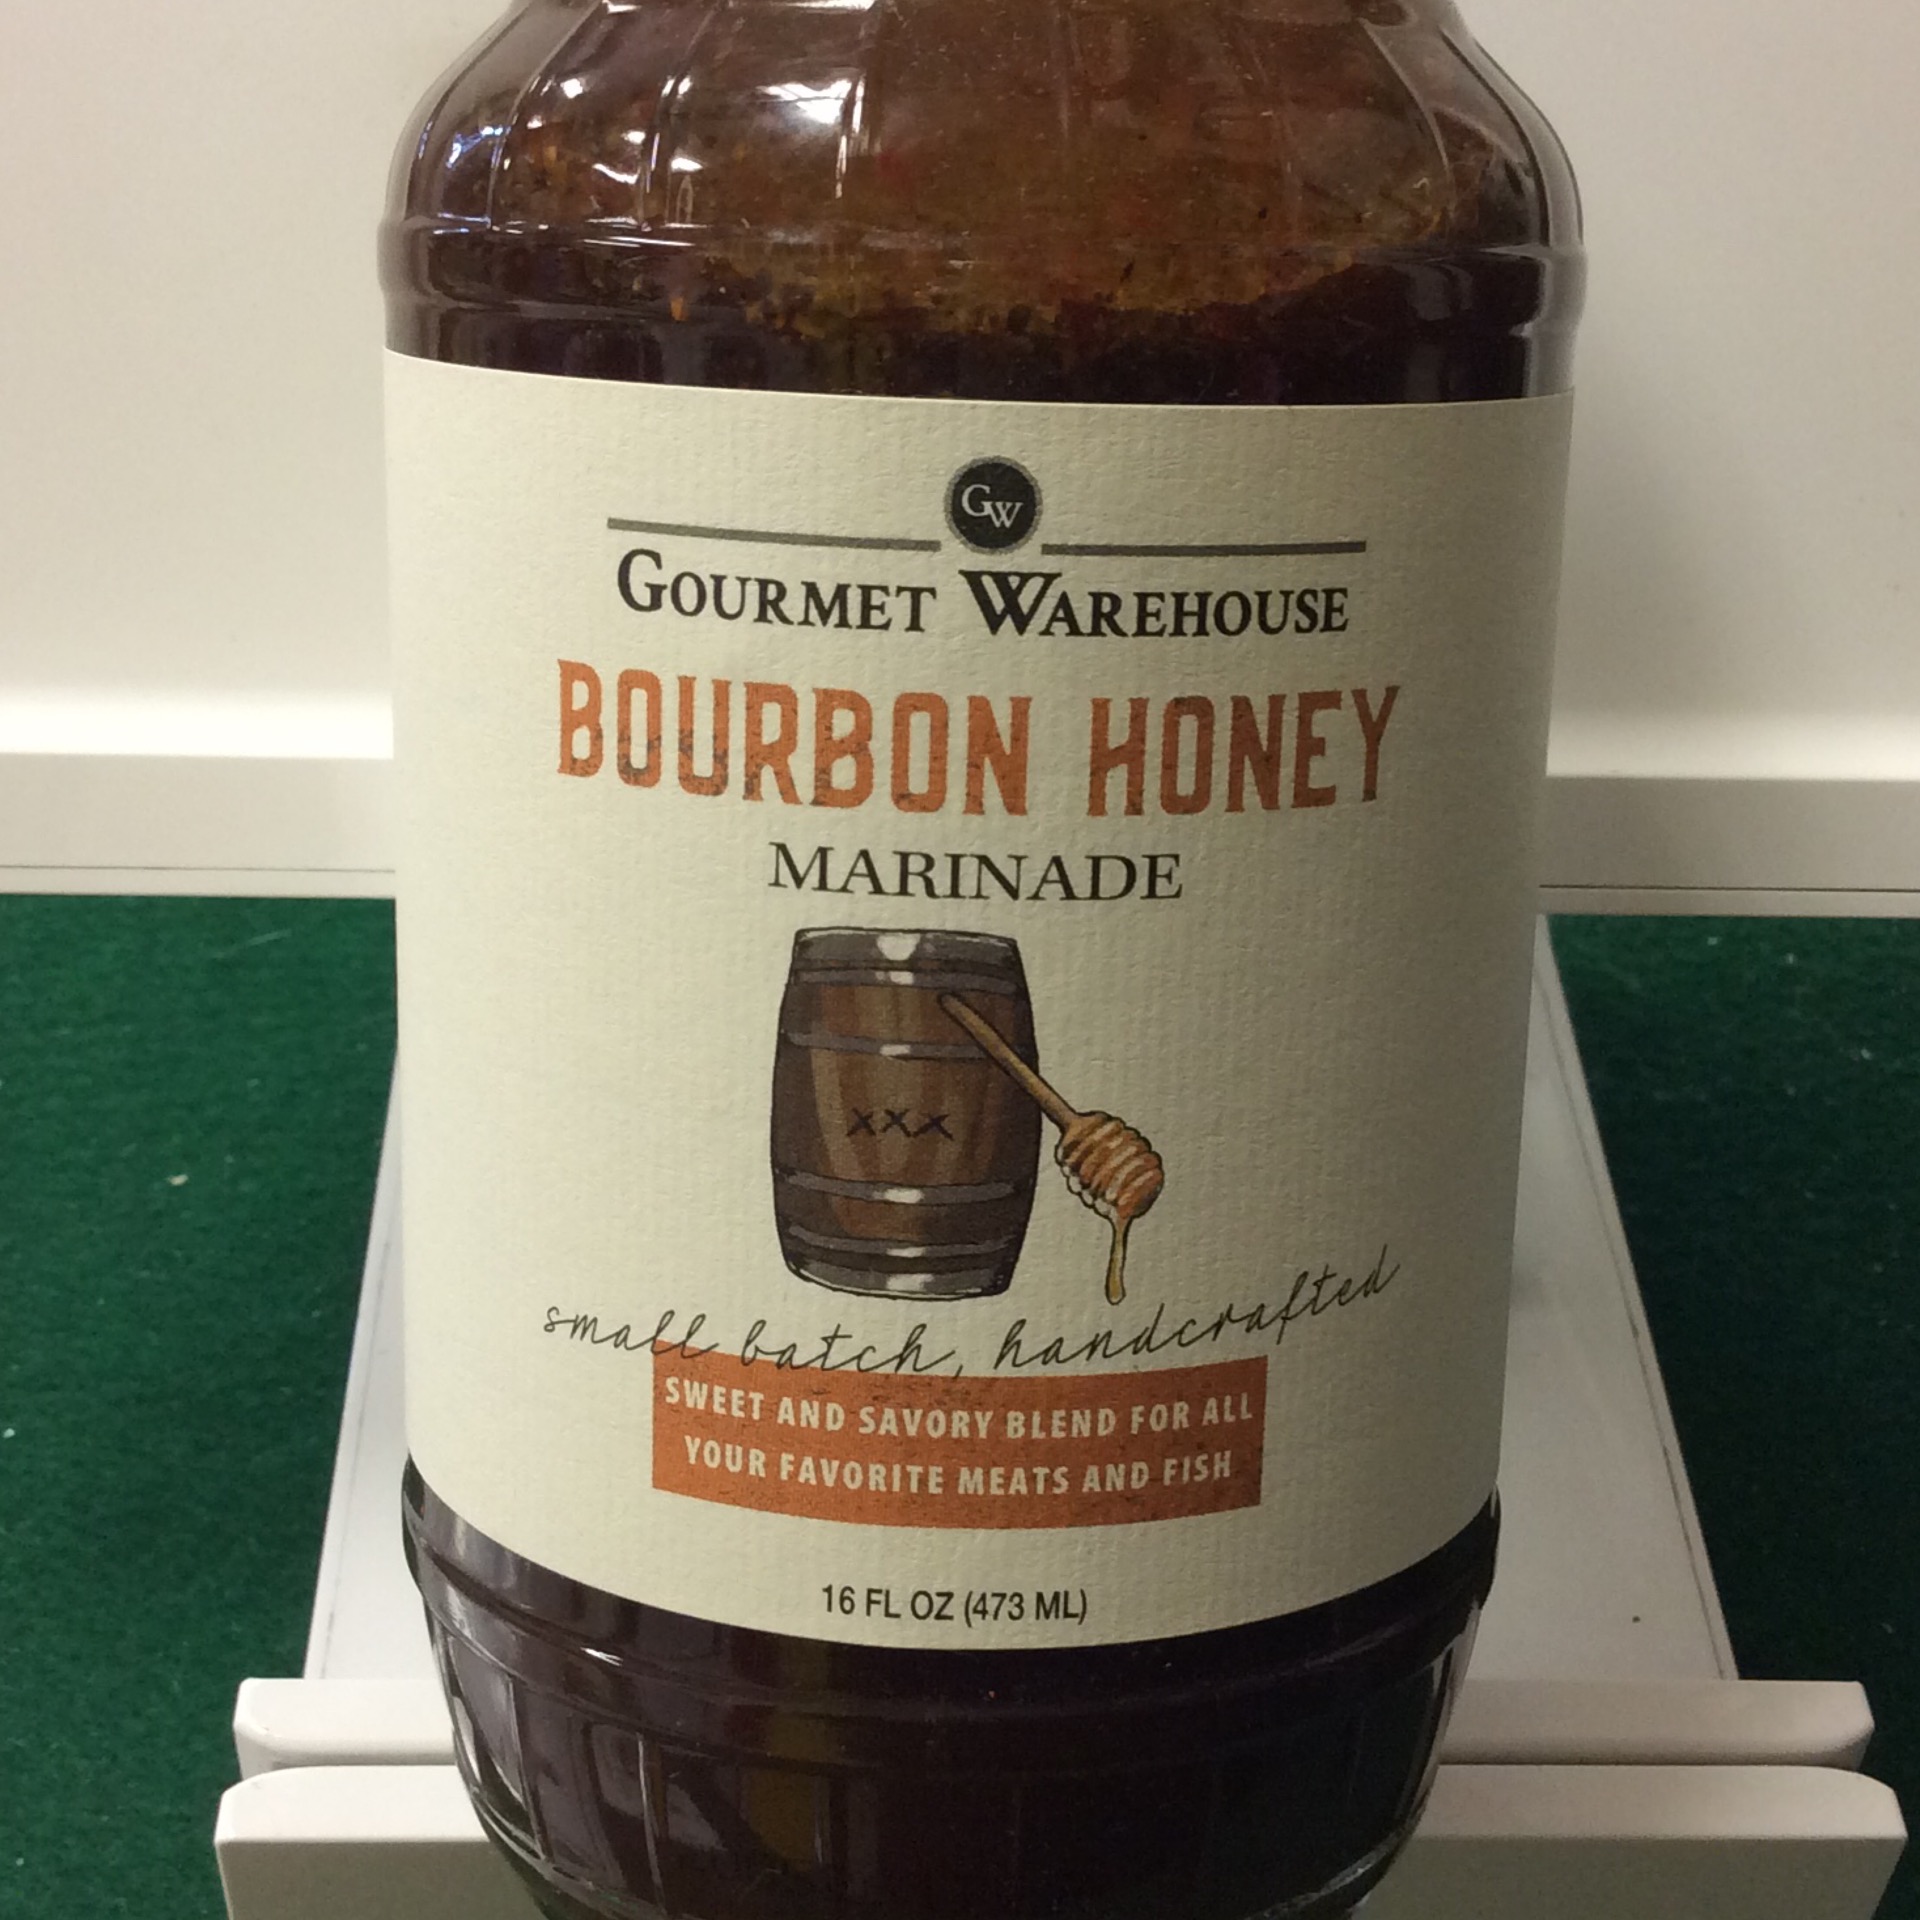 GW
GOURMET WAREHOUSE
BOURBON HONEY
MARINADE
XXX
small batch, handcrafted
SWEET AND SAVORY BLEND FOR ALL
YOUR FAVORITE MEATS AND FISH
16 FL OZ (473 ML)